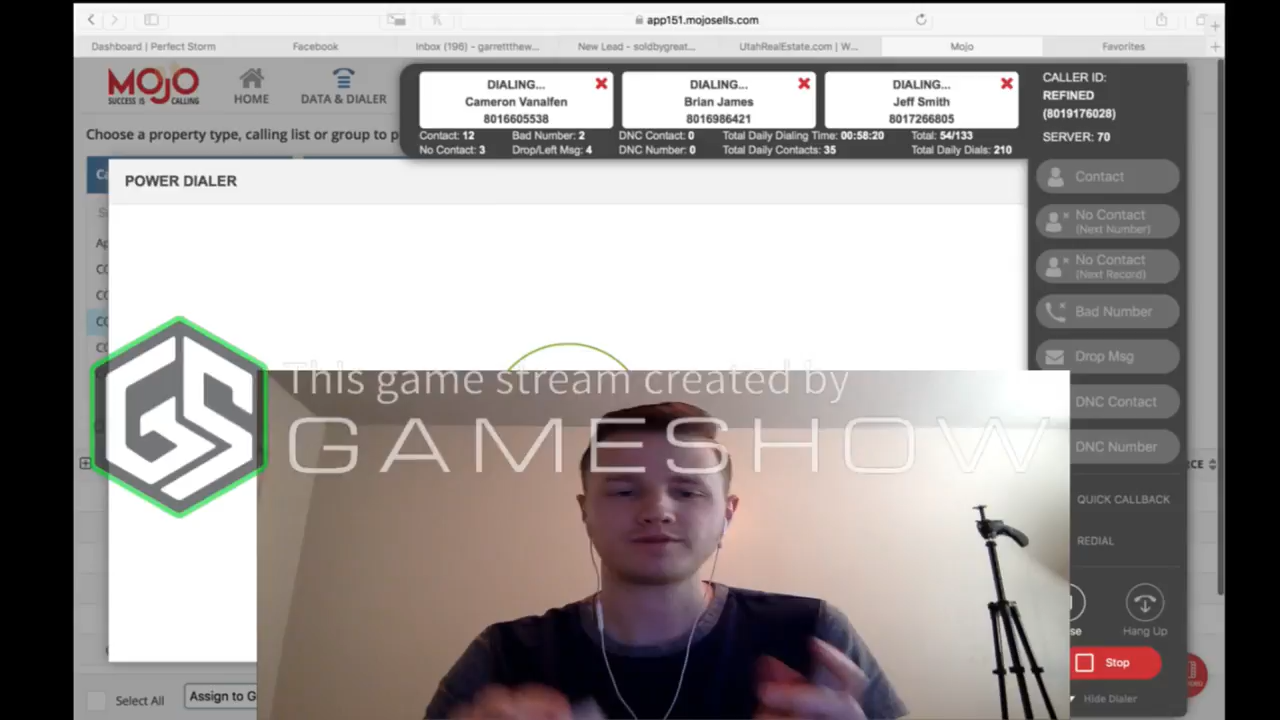 app151.mojosells.com
Dashboard | Perfect Storm
Facebook
Inbox (196) - garrettthew...
New Lead - soldbygreat...
UtahRealEstate.com | W...
Mojo
Favorites
MOJO
SUCCESS IS CALLING
HOME
DATA & DIALER
DIALING...
Cameron Vanalfen
8016605538
DIALING...
Brian James
8016986421
DIALING...
Jeff Smith
8017266805
CALLER ID:
REFINED
(8019176028)
SERVER: 70
Contact: 12 Bad Number: 2 DNC Contact: 0 Total Daily Dialing Time: 00:58:20 Total: 54/133
No Contact: 3 Drop/Left Msg: 4 DNC Number: 0 Total Daily Contacts: 35 Total Daily Dials: 210
Choose a property type, calling list or group to p
POWER DIALER
Contact
No Contact
(Next Number)
No Contact
(Next Record)
Bad Number
Drop Msg
DNC Contact
DNC Number
QUICK CALLBACK
REDIAL
Hang Up
Stop
Hide Dialer
This game stream created by
GS GAMESHOW
Select All
Assign to G